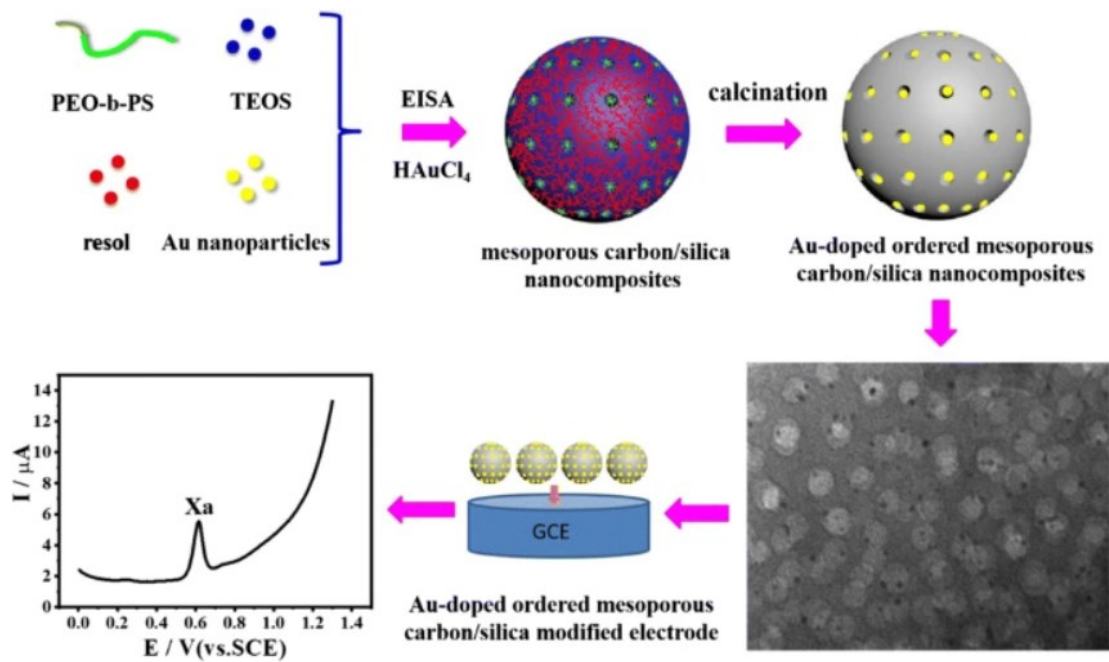 PEO-b-PS
TEOS
resol
Au nanoparticles
EISA
HAuCl₄
mesoporous carbon/silica
nanocomposites
calcination
Au-doped ordered mesoporous
carbon/silica nanocomposites
GCE
Au-doped ordered mesoporous
carbon/silica modified electrode
I / μA
14
12
10
8
6
4
2
0
Xa
0.0 0.2 0.4 0.6 0.8 1.0 1.2 1.4
E / V(vs.SCE)